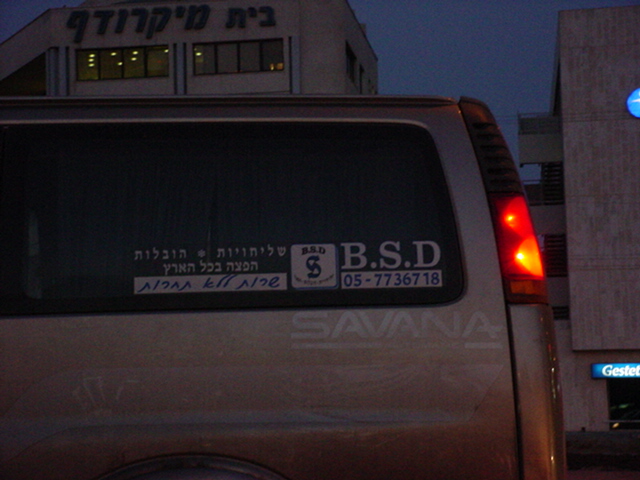 בית מיקרודף
שליחויות * הובלות
הפצה בכל הארץ
שרות ללא תחרות
B.S.D
B.S.D
05-7736718
SAVANA
Gestet